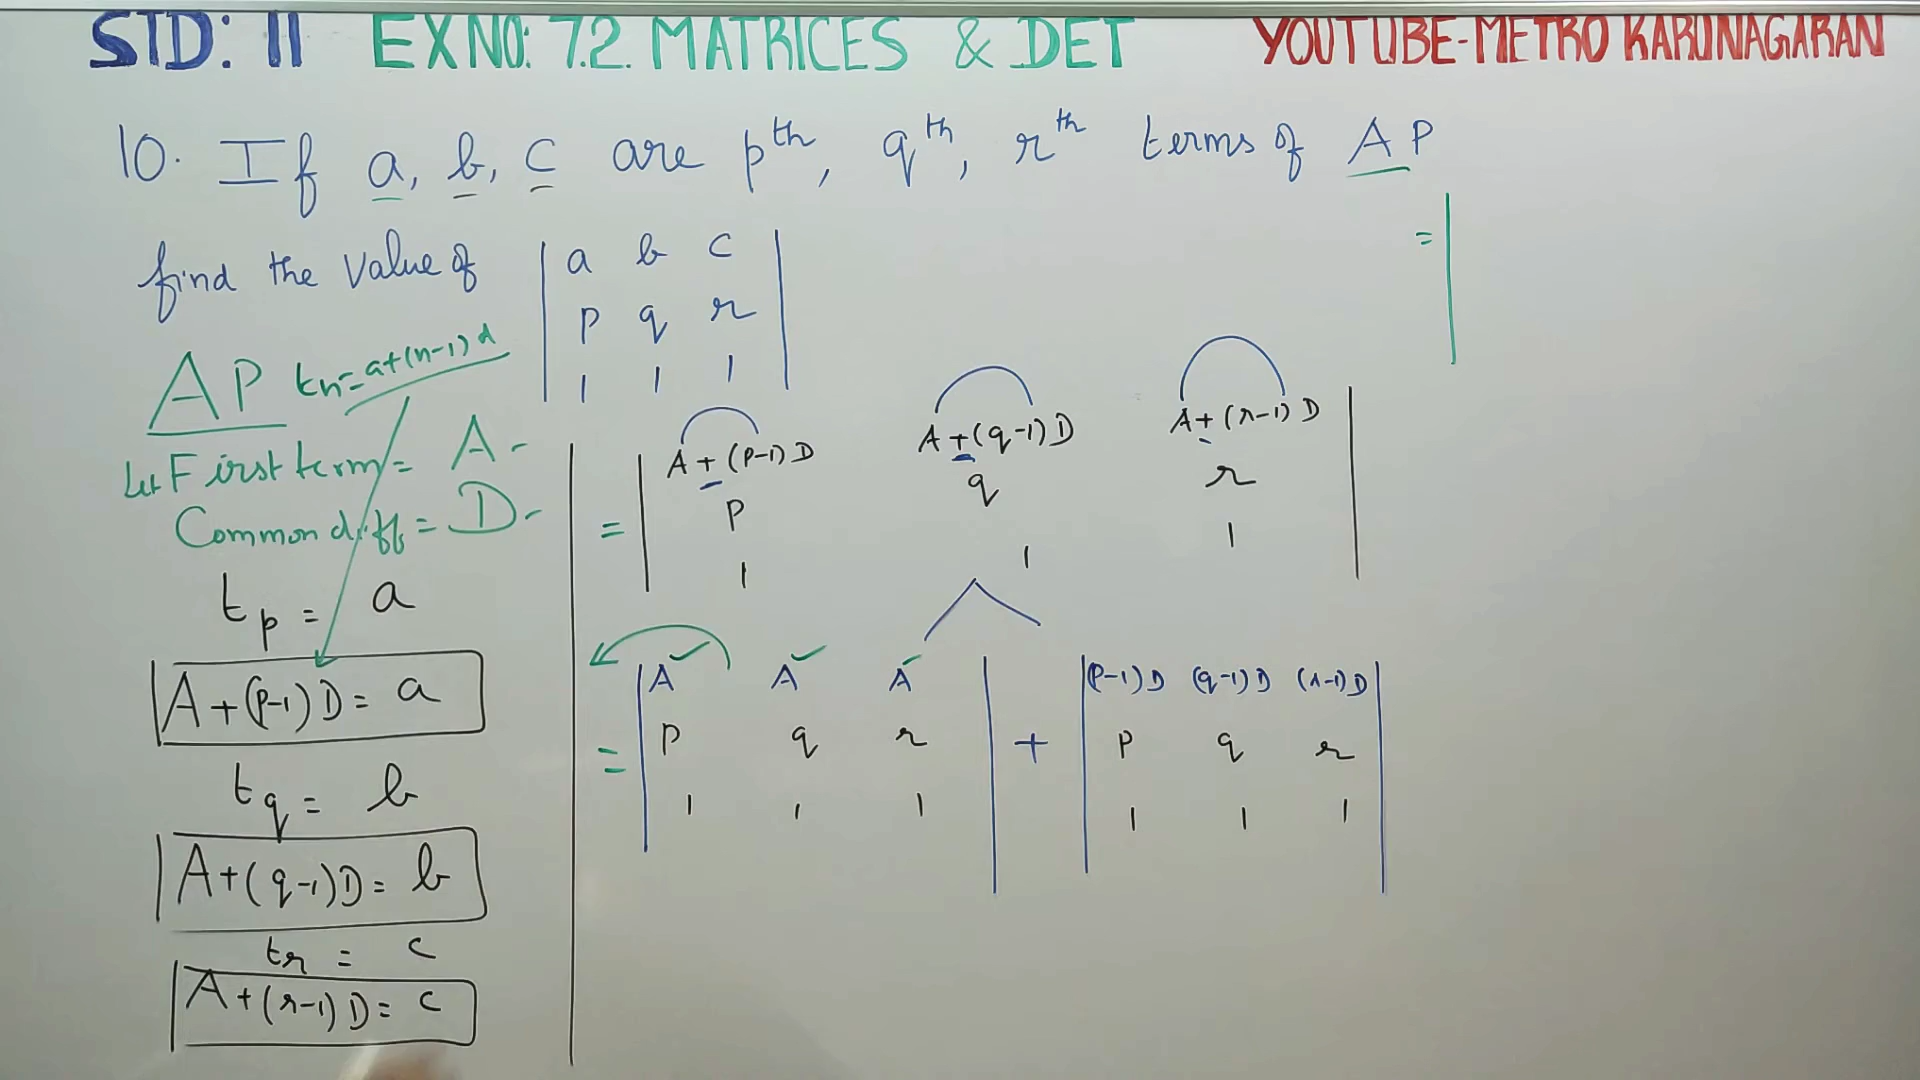 STD: 11 EX NO: 7.2. MATRICES & DET YOUTUBE-METRO KARUNAGARAN
10. If a, b, c are pth, qth, rth terms of AP
find the value of | a b c |
| p q r |
| 1 1 1 |
= |
AP tn = a+(n-1)d
Let First term = A
Common diff = D
tp = a
A+(p-1)D = a
tq = b
A+(q-1)D = b
tr = c
A+(r-1)D = c
= | A+(p-1)D A+(q-1)D A+(r-1)D |
| p q r |
| 1 1 1 |
= | A A A | + | (p-1)D (q-1)D (r-1)D |
| p q r | | p q r |
| 1 1 1 | | 1 1 1 |